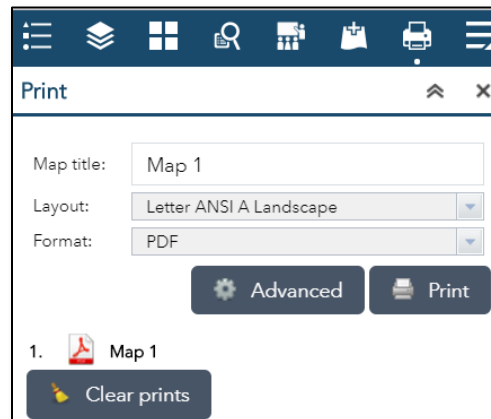 Print
Map title: Map 1
Layout: Letter ANSI A Landscape
Format: PDF
Advanced Print
1. Map 1
Clear prints